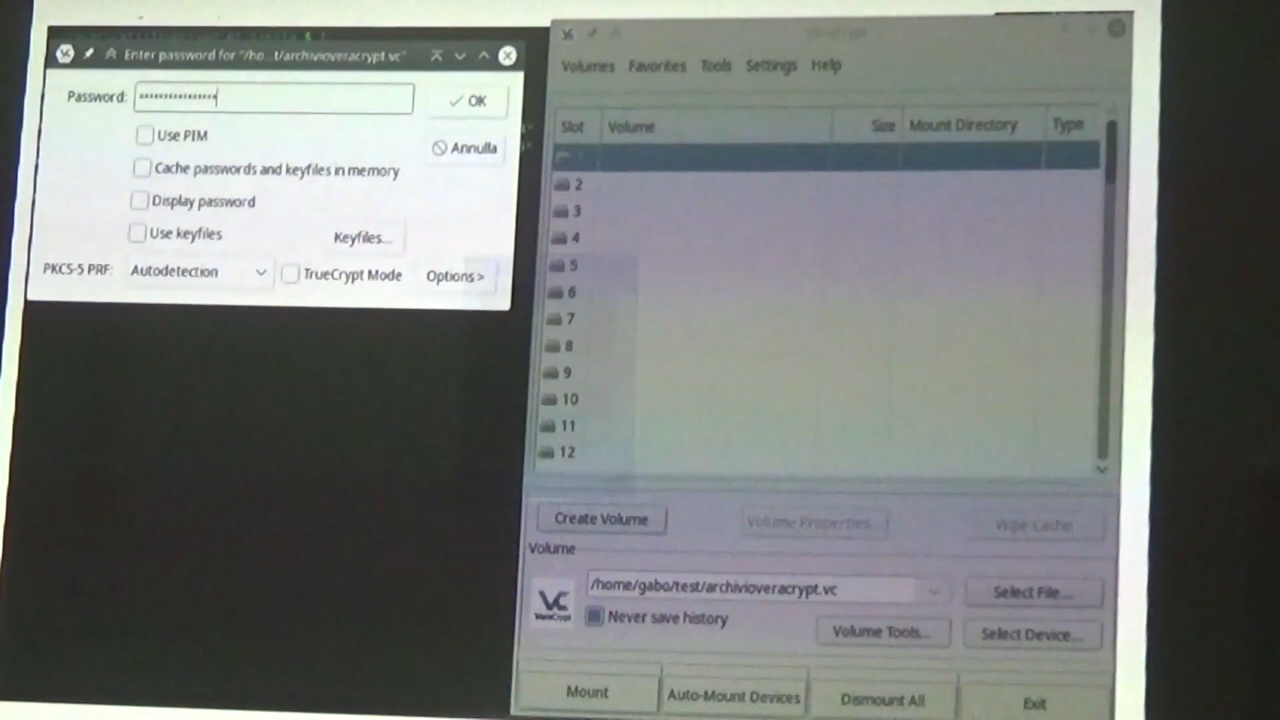 Enter password for "/ho...t/archivioveracrypt.vc"
Password: ****************
OK
Use PIM
Annulla
Cache passwords and keyfiles in memory
Display password
Use keyfiles
Keyfiles...
PKCS-5 PRF: Autodetection
TrueCrypt Mode
Options >
VeraCrypt
Volumes Favorites Tools Settings Help
Slot Volume Size Mount Directory Type
2
3
4
5
6
7
8
9
10
11
12
Create Volume
Volume Properties...
Wipe Cache
Volume
/home/gabo/test/archivioveracrypt.vc
Select File...
VC
VeraCrypt
Never save history
Volume Tools...
Select Device...
Mount
Auto-Mount Devices
Dismount All
Exit